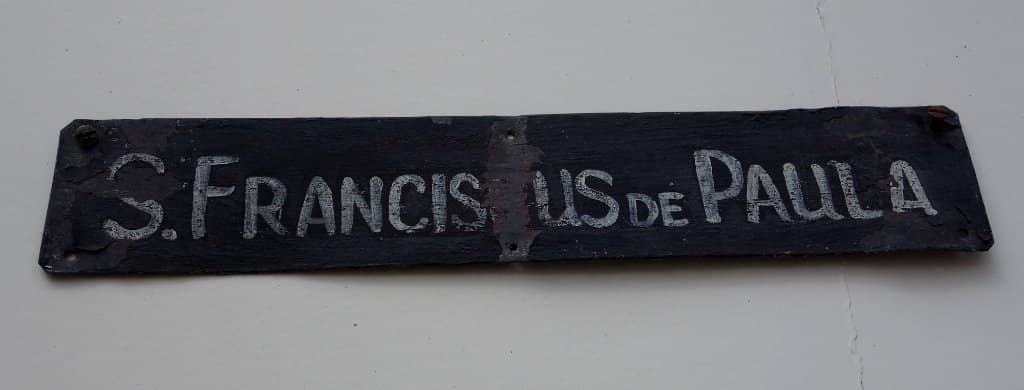 S. FRANCISCUS DE PAULA